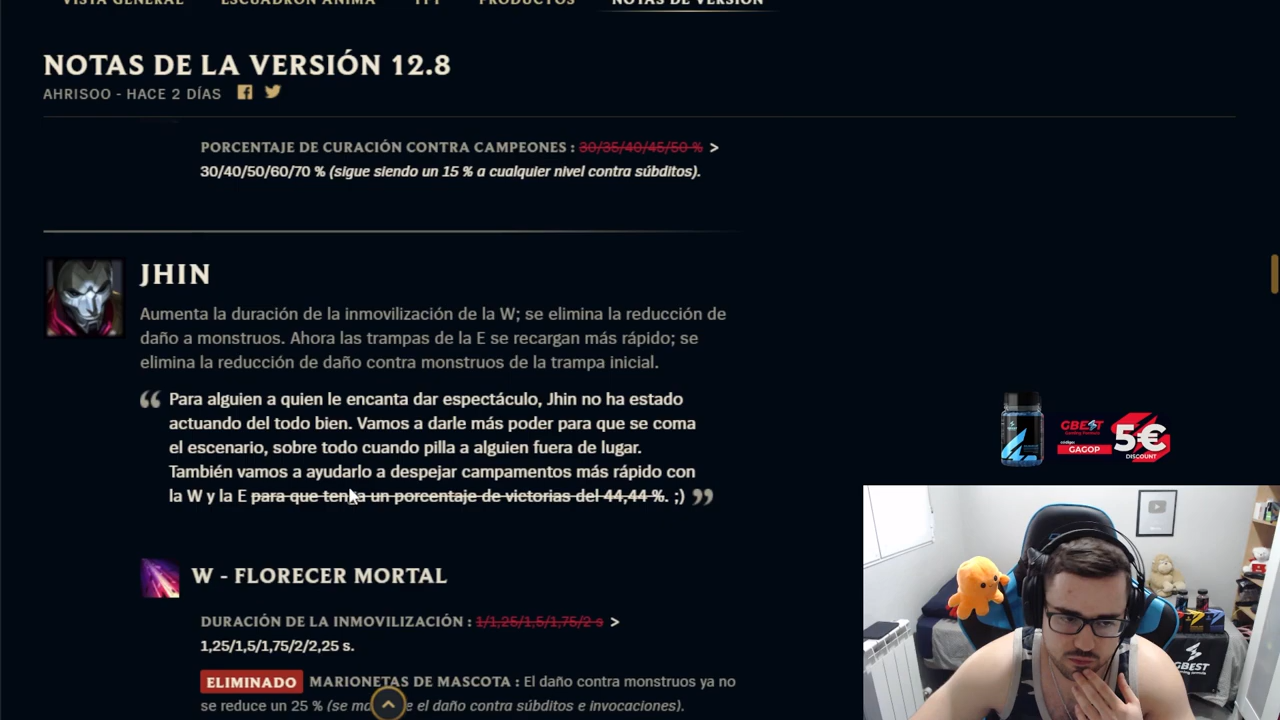 VISTA GENERAL ESCUADRÓN ANIMA TFT PRODUCTOS NOTAS DE VERSIÓN
NOTAS DE LA VERSIÓN 12.8
AHRISOO - HACE 2 DÍAS
PORCENTAJE DE CURACIÓN CONTRA CAMPEONES : 30/35/40/45/50 % >
30/40/50/60/70 % (sigue siendo un 15 % a cualquier nivel contra súbditos).
JHIN
Aumenta la duración de la inmovilización de la W; se elimina la reducción de
daño a monstruos. Ahora las trampas de la E se recargan más rápido; se
elimina la reducción de daño contra monstruos de la trampa inicial.
“ Para alguien a quien le encanta dar espectáculo, Jhin no ha estado
actuando del todo bien. Vamos a darle más poder para que se coma
el escenario, sobre todo cuando pilla a alguien fuera de lugar.
También vamos a ayudarlo a despejar campamentos más rápido con
la W y la E para que tenga un porcentaje de victorias del 44,44 %. ;) ”
W - FLORECER MORTAL
DURACIÓN DE LA INMOVILIZACIÓN : 1/1,25/1,5/1,75/2 s >
1,25/1,5/1,75/2/2,25 s.
ELIMINADO MARIONETAS DE MASCOTA : El daño contra monstruos ya no
se reduce un 25 % (se e el daño contra súbditos e invocaciones).
GBEST
Gaming Formula
código:
GAGOP
5€
DISCOUNT
GBEST